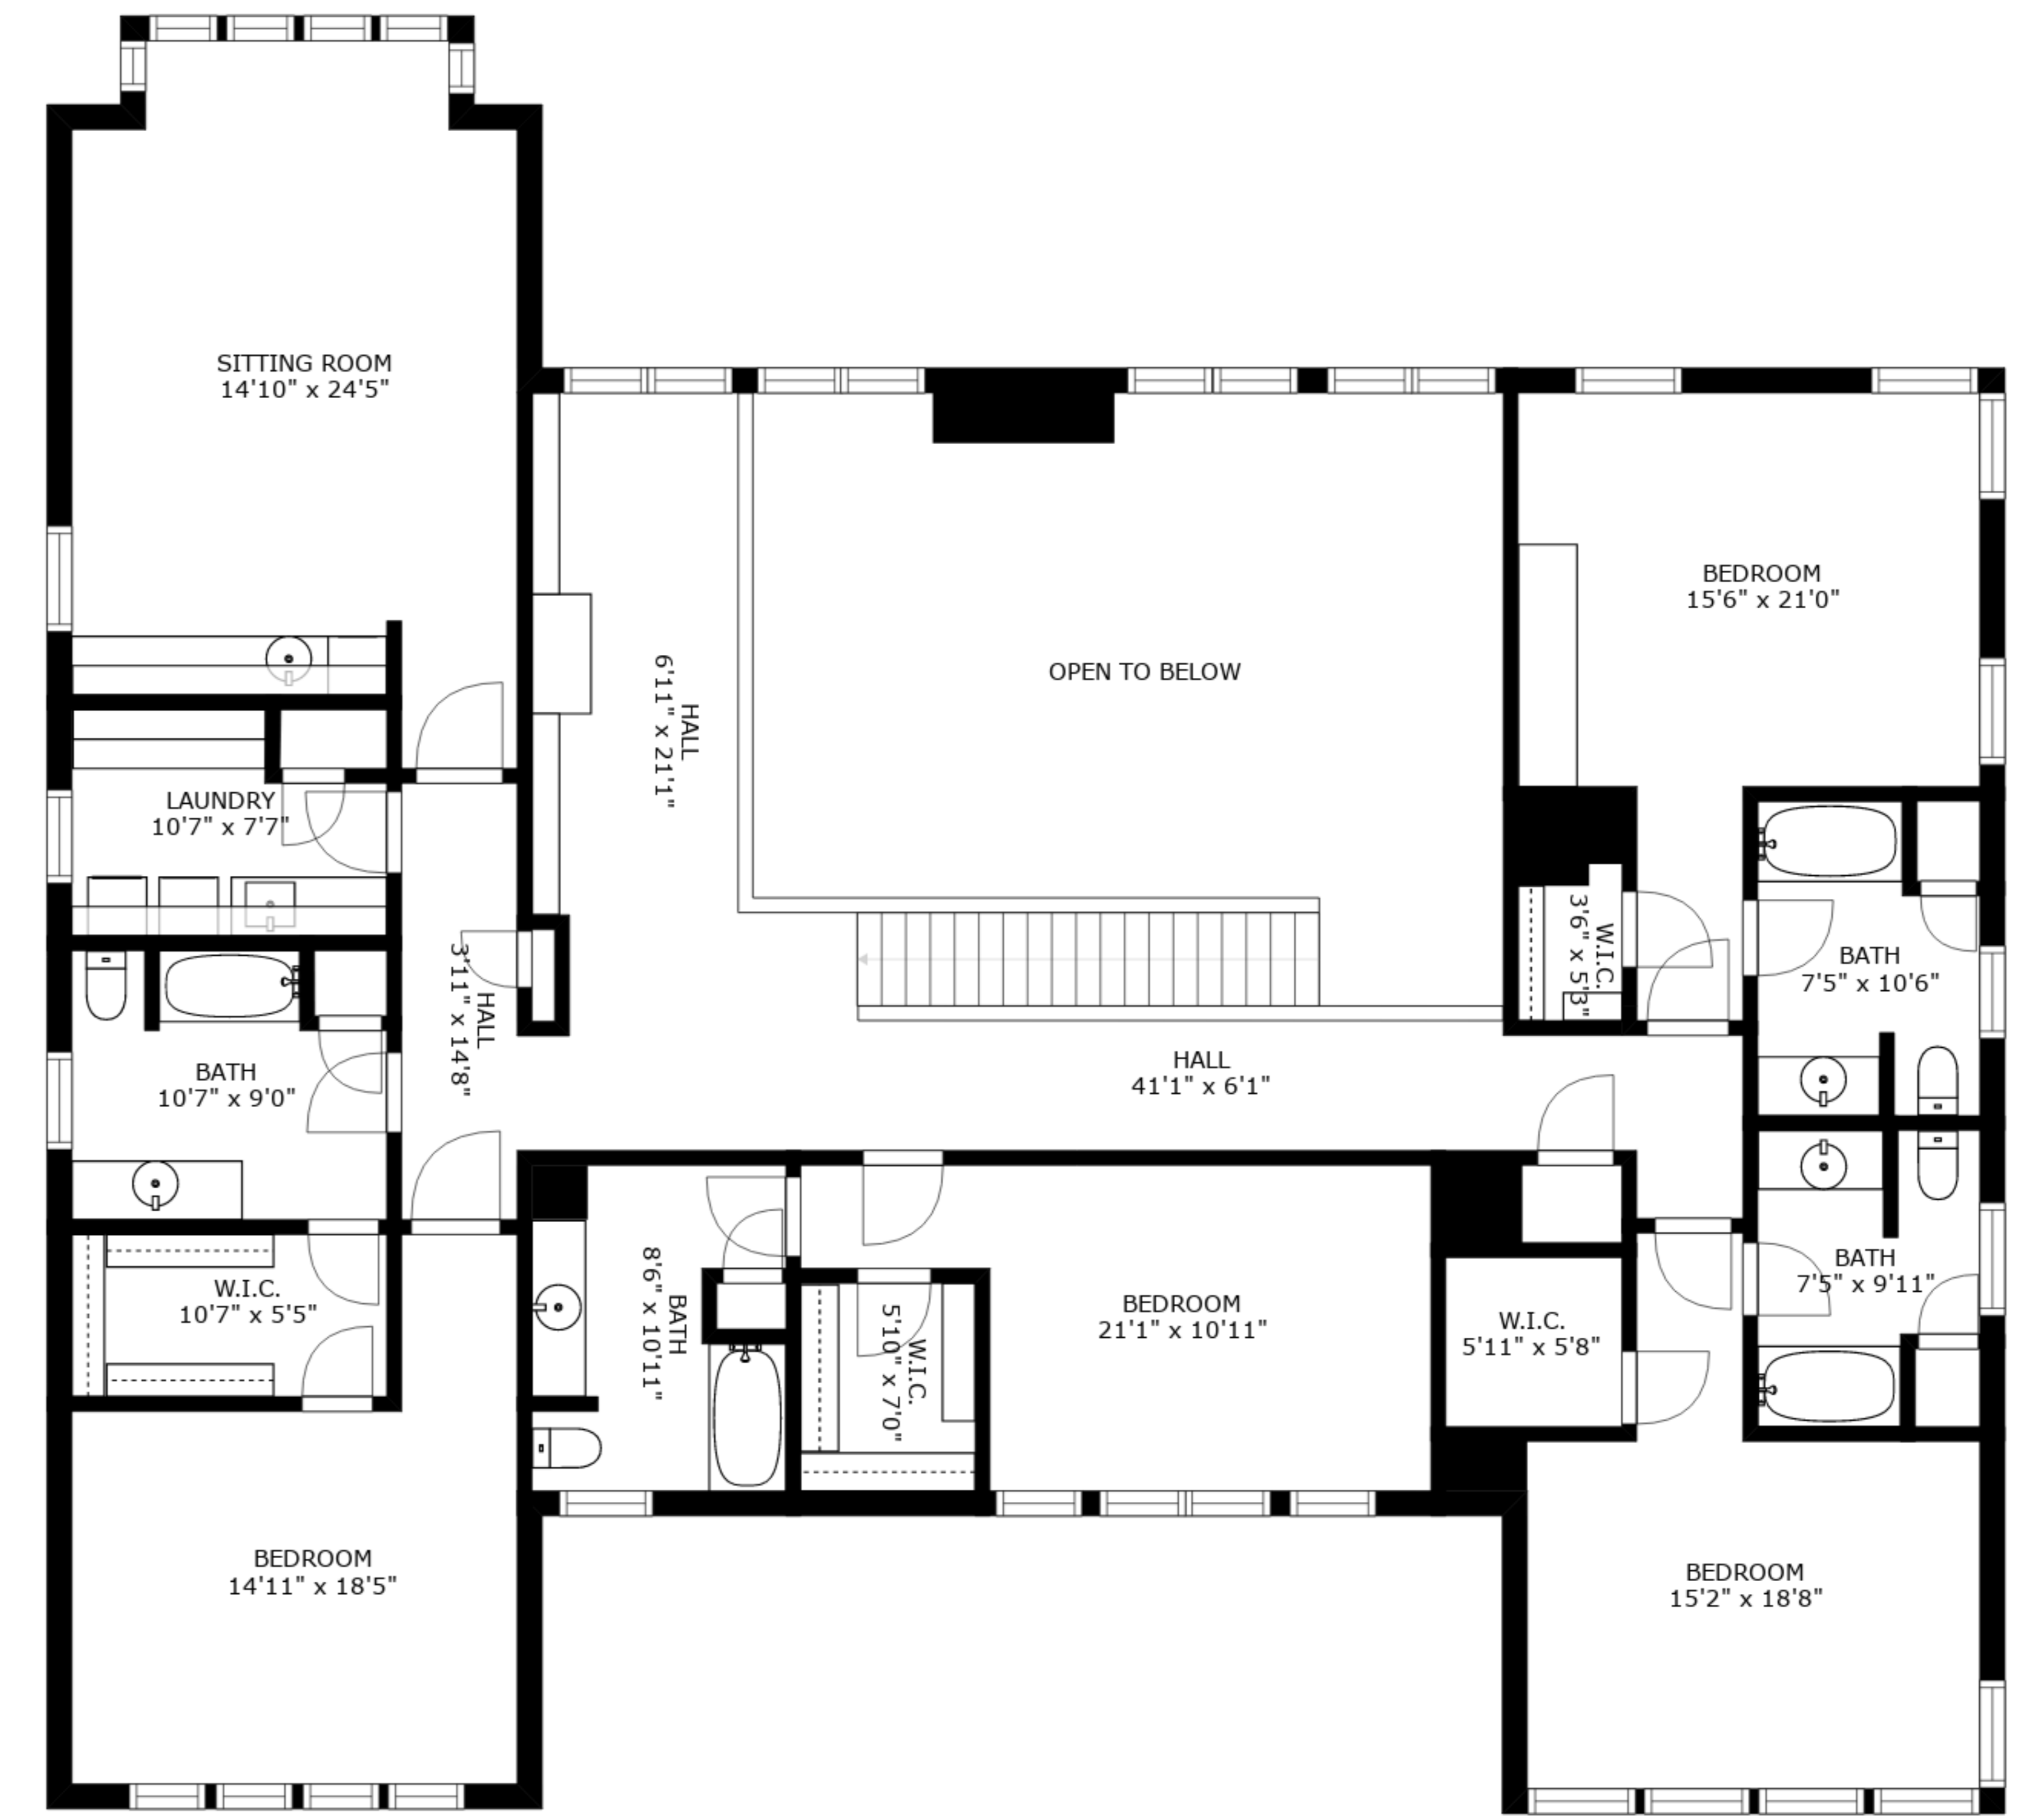 SITTING ROOM
14'10" x 24'5"
BEDROOM
15'6" x 21'0"
OPEN TO BELOW
HALL
6'11" x 21'1"
LAUNDRY
10'7" x 7'7"
W.I.C.
3'6" x 5'3"
BATH
7'5" x 10'6"
HALL
3'11" x 14'8"
BATH
10'7" x 9'0"
HALL
41'1" x 6'1"
W.I.C.
10'7" x 5'5"
BATH
8'6" x 10'11"
W.I.C.
5'10" x 7'0"
BEDROOM
21'1" x 10'11"
W.I.C.
5'11" x 5'8"
BATH
7'5" x 9'11"
BEDROOM
14'11" x 18'5"
BEDROOM
15'2" x 18'8"